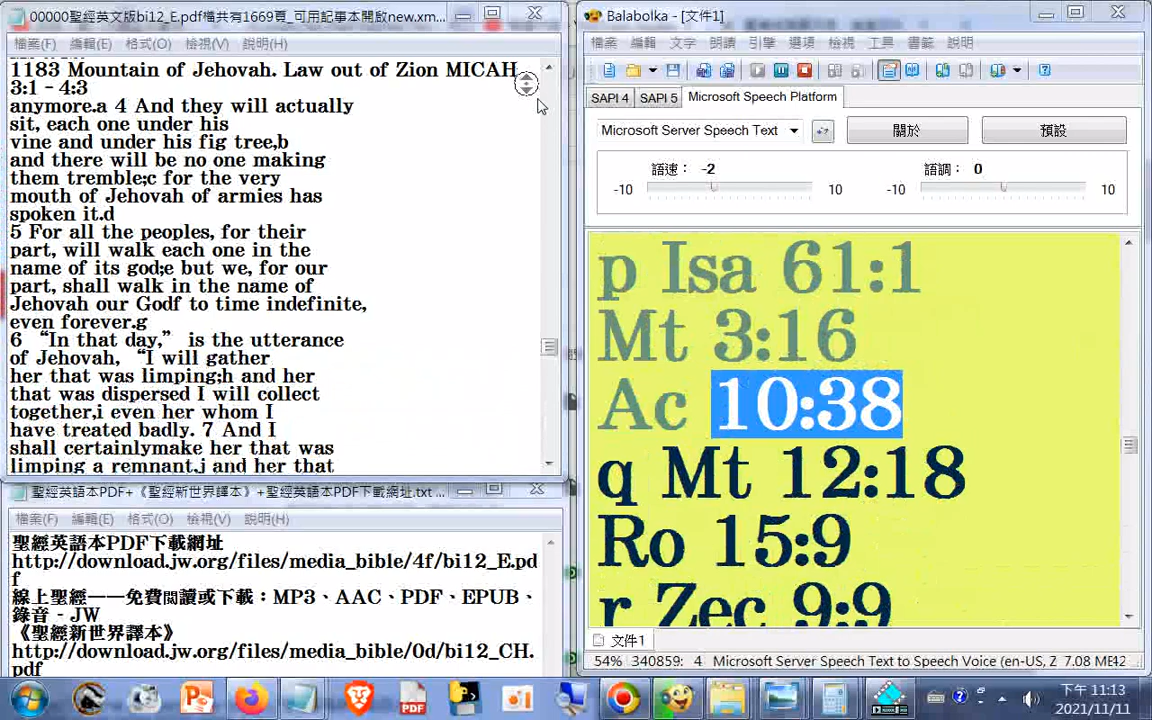 00000聖經英文版bi12_E.pdf檔共有1669頁_可用記事本開啟new.xm...
檔案(F) 編輯(E) 格式(O) 檢視(V) 說明(H)
1183 Mountain of Jehovah. Law out of Zion MICAH
3:1 - 4:3
anymore.a 4 And they will actually
sit, each one under his
vine and under his fig tree,b
and there will be no one making
them tremble;c for the very
mouth of Jehovah of armies has
spoken it.d
5 For all the peoples, for their
part, will walk each one in the
name of its god;e but we, for our
part, shall walk in the name of
Jehovah our Godf to time indefinite,
even forever.g
6 “In that day,” is the utterance
of Jehovah, “I will gather
her that was limping;h and her
that was dispersed I will collect
together,i even her whom I
have treated badly. 7 And I
shall certainlymake her that was
limping a remnant,j and her that
聖經英語本PDF+《聖經新世界譯本》+聖經英語本PDF下載網址.txt ...
檔案(F) 編輯(E) 格式(O) 檢視(V) 說明(H)
聖經英語本PDF下載網址
http://download.jw.org/files/media_bible/4f/bi12_E.pd
f
線上聖經——免費閱讀或下載：MP3、AAC、PDF、EPUB、
錄音 - JW
《聖經新世界譯本》
http://download.jw.org/files/media_bible/0d/bi12_CH.
pdf
Balabolka - [文件1]
檔案 編輯 文字 朗讀 引擎 選項 檢視 工具 書籤 說明
SAPI 4 SAPI 5 Microsoft Speech Platform
Microsoft Server Speech Text 關於 預設
語速： -2 語調： 0
-10 10 -10 10
p Isa 61:1
Mt 3:16
Ac 10:38
q Mt 12:18
Ro 15:9
r Zec 9:9
文件1
54% 340859: 4 Microsoft Server Speech Text to Speech Voice (en-US, Z 7.08 ME42
下午 11:13
2021/11/11